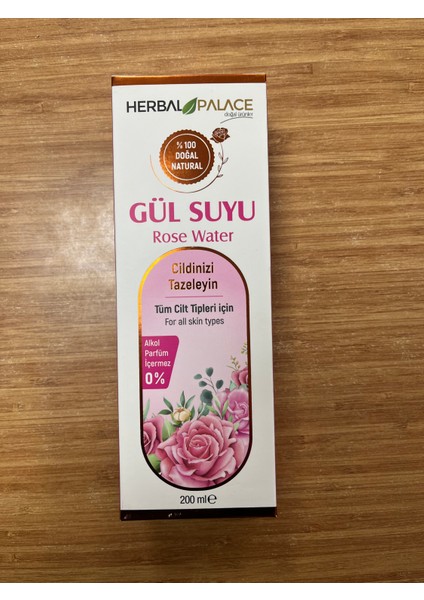 HERBAL PALACE
doğal ürünler
% 100
DOĞAL
NATURAL
GÜL SUYU
Rose Water
Cildinizi
Tazeleyin
Tüm Cilt Tipleri için
For all skin types
Alkol
Parfüm
İçermez
0%
200 ml e